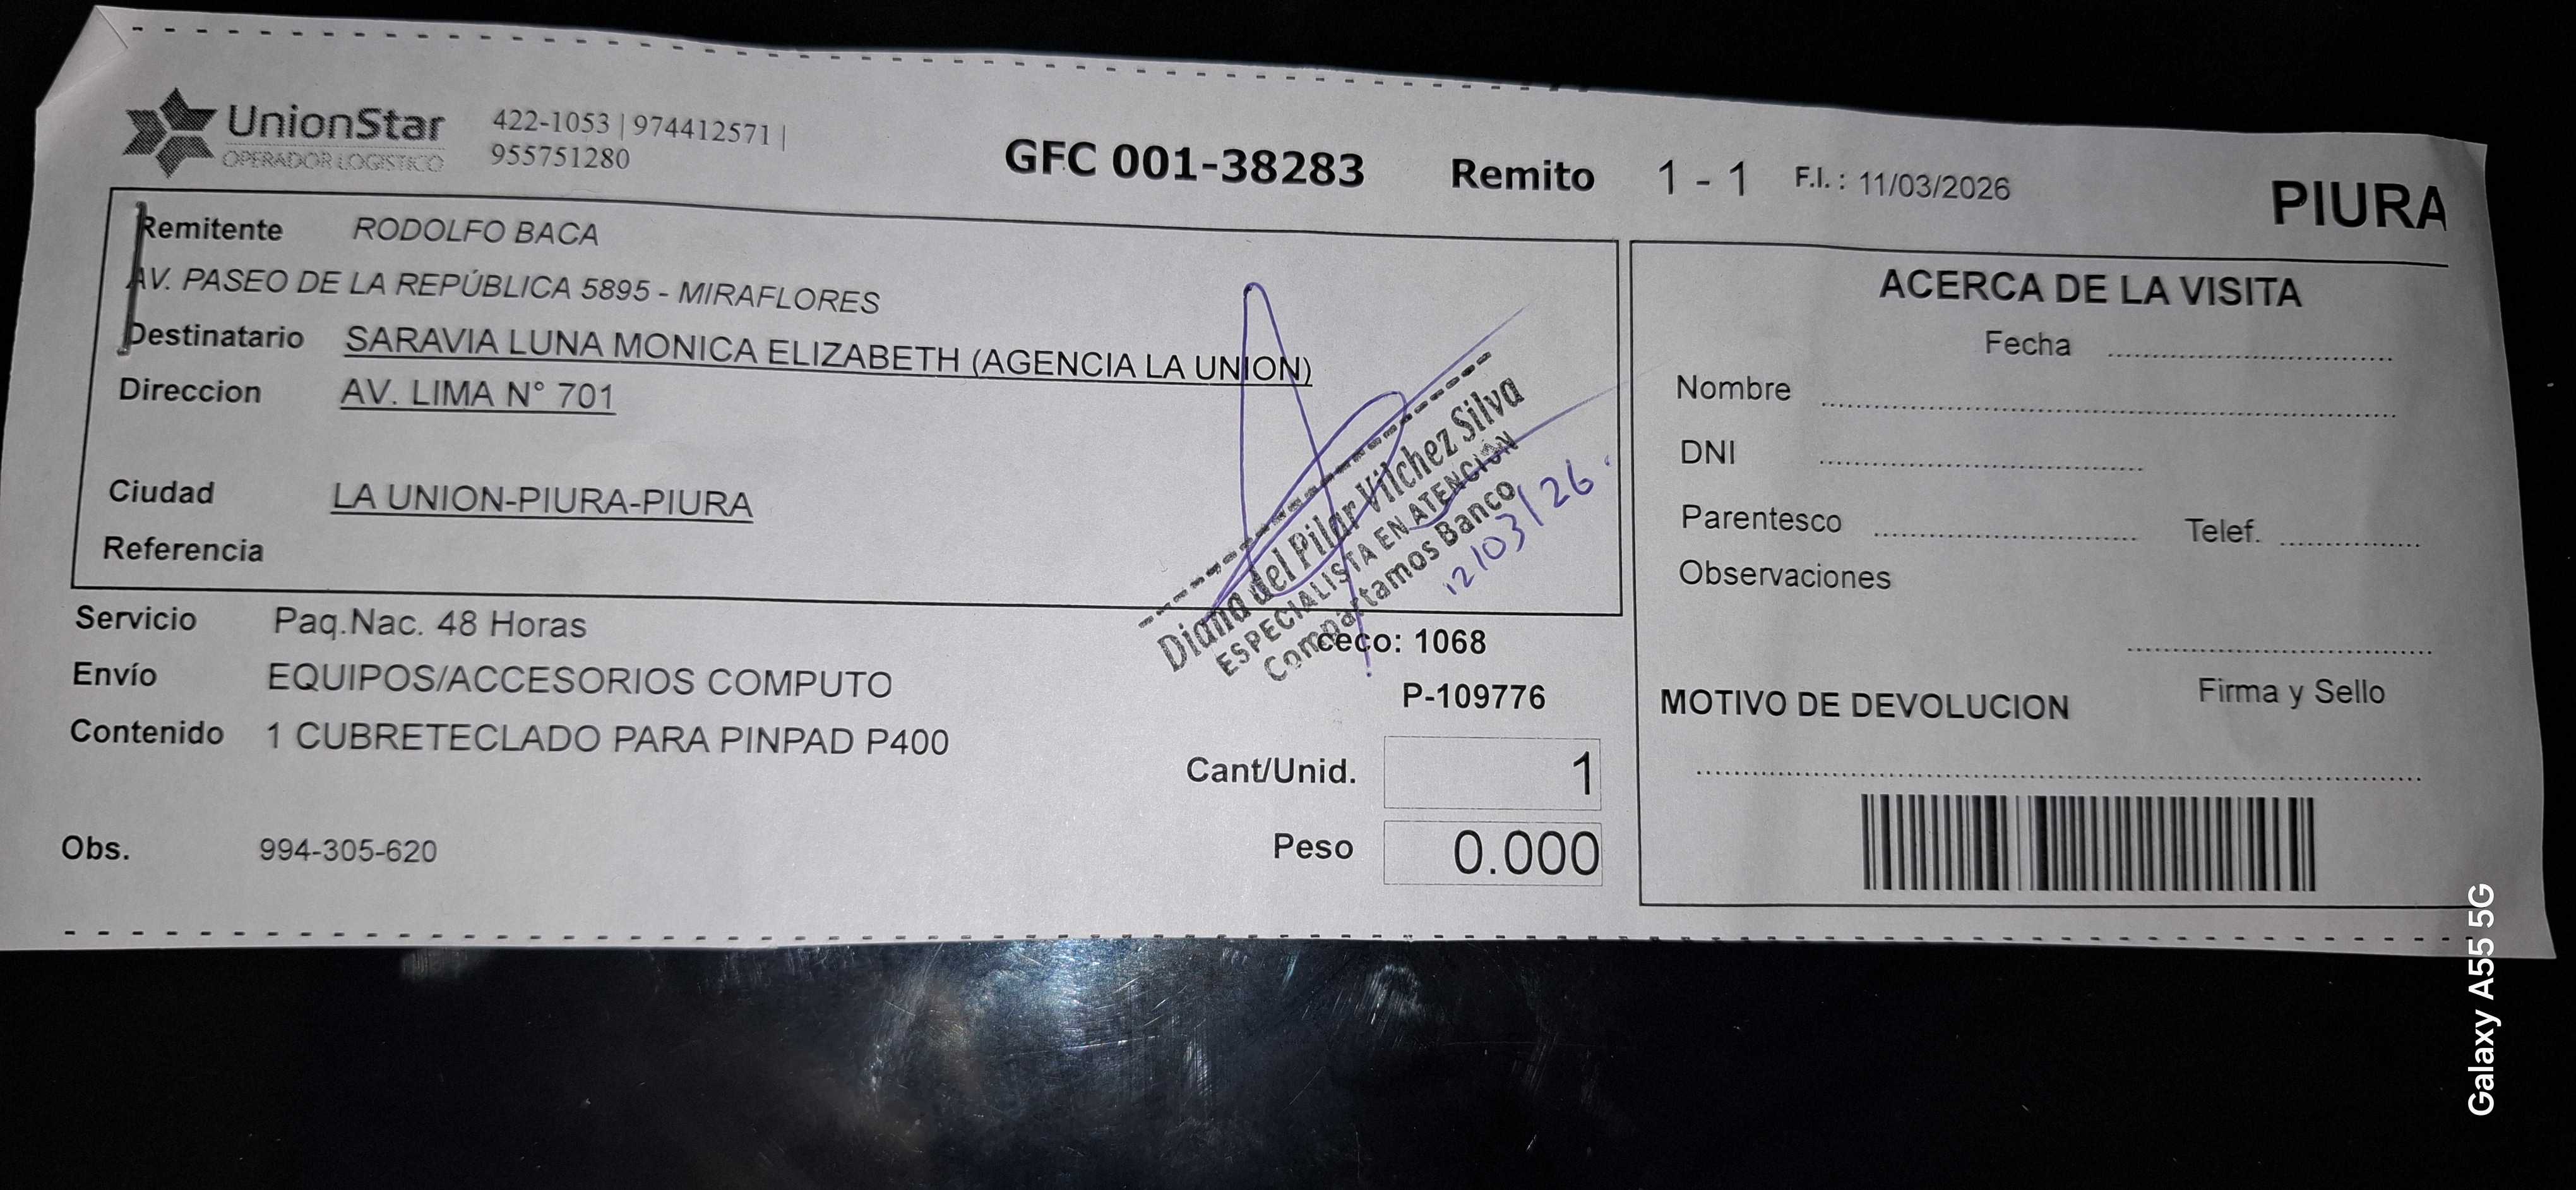 UnionStar
OPERADOR LOGISTICO
422-1053 | 974412571 |
955751280
GFC 001-38283 Remito 1 - 1 F.I. : 11/03/2026
PIURA
Remitente RODOLFO BACA
AV. PASEO DE LA REPÚBLICA 5895 - MIRAFLORES
Destinatario SARAVIA LUNA MONICA ELIZABETH (AGENCIA LA UNION)
Direccion AV. LIMA N° 701
Ciudad LA UNION-PIURA-PIURA
Referencia
Diana del Pilar Vilchez Silva
ESPECIALISTA EN ATENCIÓN
Compartamos Banco
12/03/26.
Servicio Paq.Nac. 48 Horas
Envío EQUIPOS/ACCESORIOS COMPUTO
Contenido 1 CUBRETECLADO PARA PINPAD P400
ceco: 1068
P-109776
Cant/Unid. 1
Peso 0.000
Obs. 994-305-620
ACERCA DE LA VISITA
Fecha
Nombre
DNI
Parentesco Telef.
Observaciones
Firma y Sello
MOTIVO DE DEVOLUCION
Galaxy A55 5G